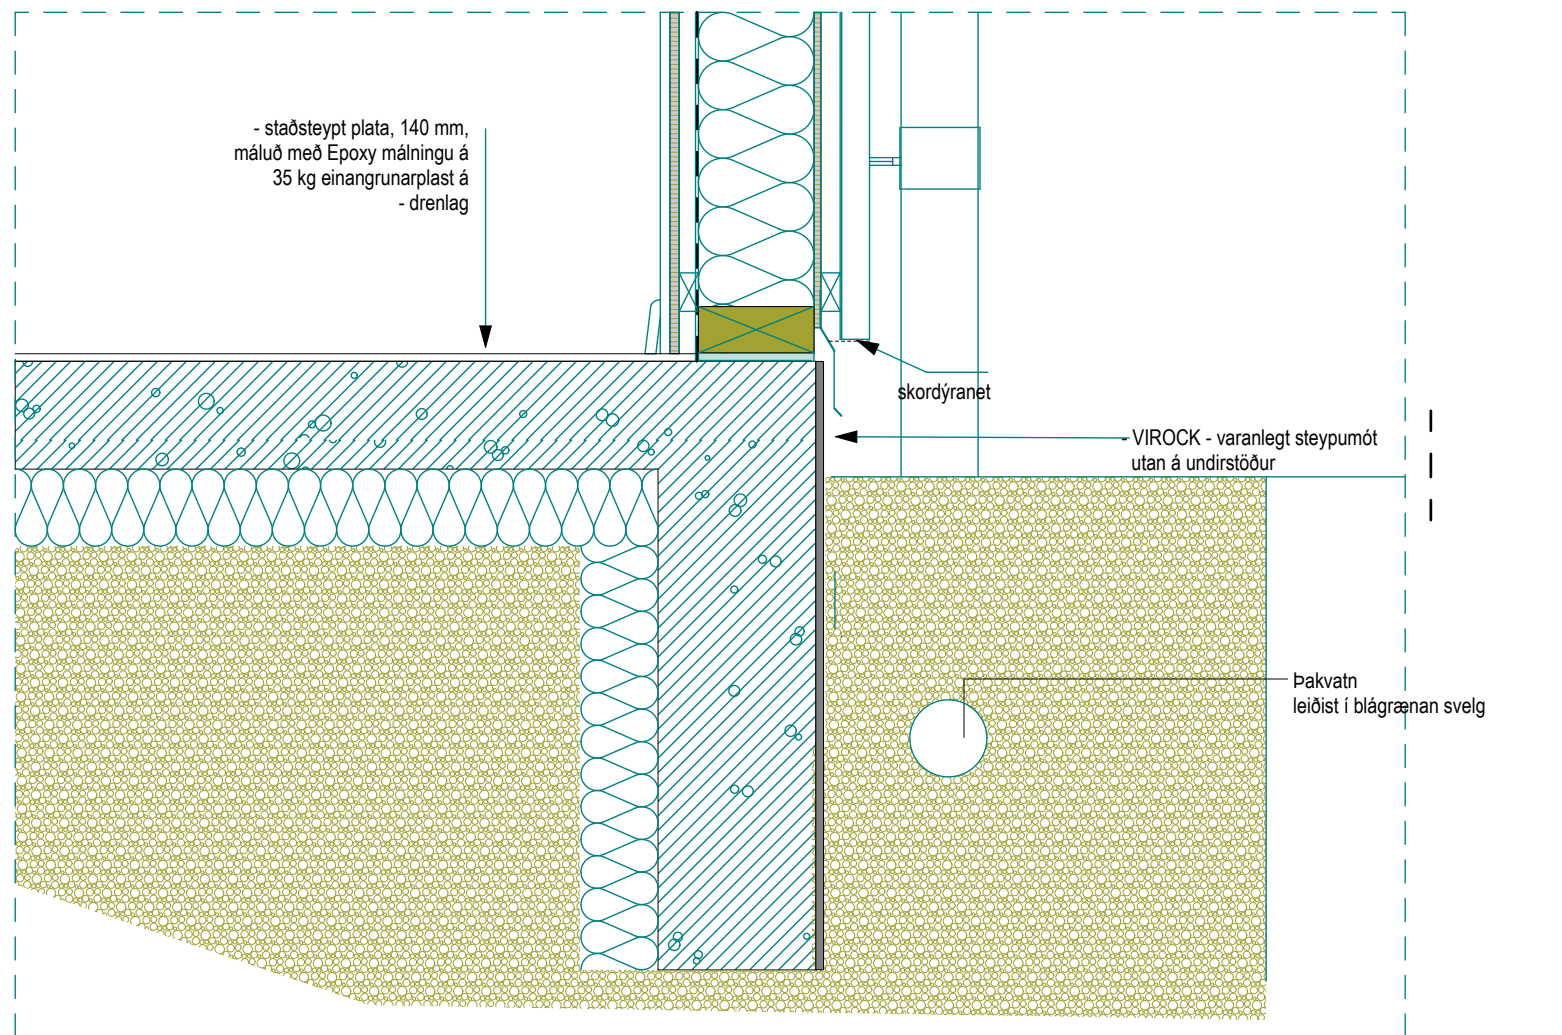 - staðsteypt plata, 140 mm,
máluð með Epoxy málningu á
35 kg einangrunarplast á
- drenlag
skordýranet
- VIROCK - varanlegt steypumót
utan á undirstöður
Þakvatn
leiðist í blágrænan svelg